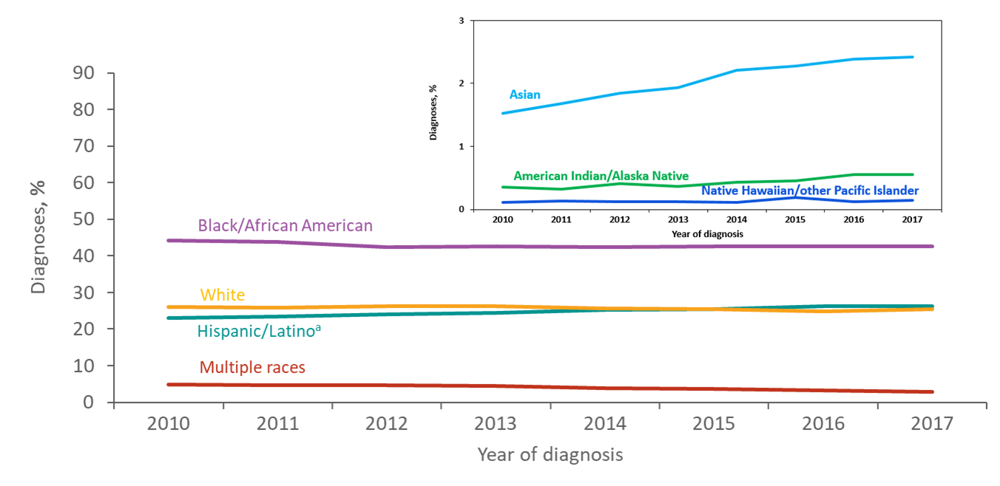 3
2
1
0
Diagnoses, %
Asian
American Indian/Alaska Native
Native Hawaiian/other Pacific Islander
2010 2011 2012 2013 2014 2015 2016 2017
Year of diagnosis
90
80
70
60
50
40
30
20
10
0
Diagnoses, %
Black/African American
White
Hispanic/Latinoᵃ
Multiple races
2010 2011 2012 2013 2014 2015 2016 2017
Year of diagnosis